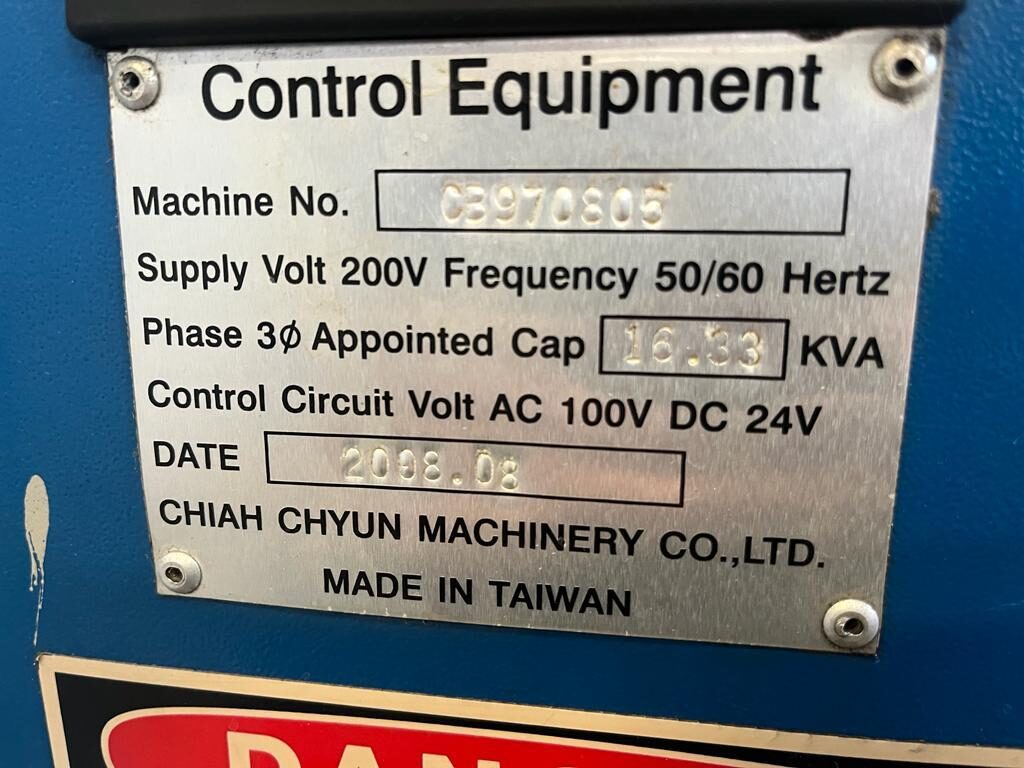 Control Equipment
Machine No. CB970805
Supply Volt 200V Frequency 50/60 Hertz
Phase 3ϕ Appointed Cap 16.33 KVA
Control Circuit Volt AC 100V DC 24V
DATE 2008.08
CHIAH CHYUN MACHINERY CO.,LTD.
MADE IN TAIWAN